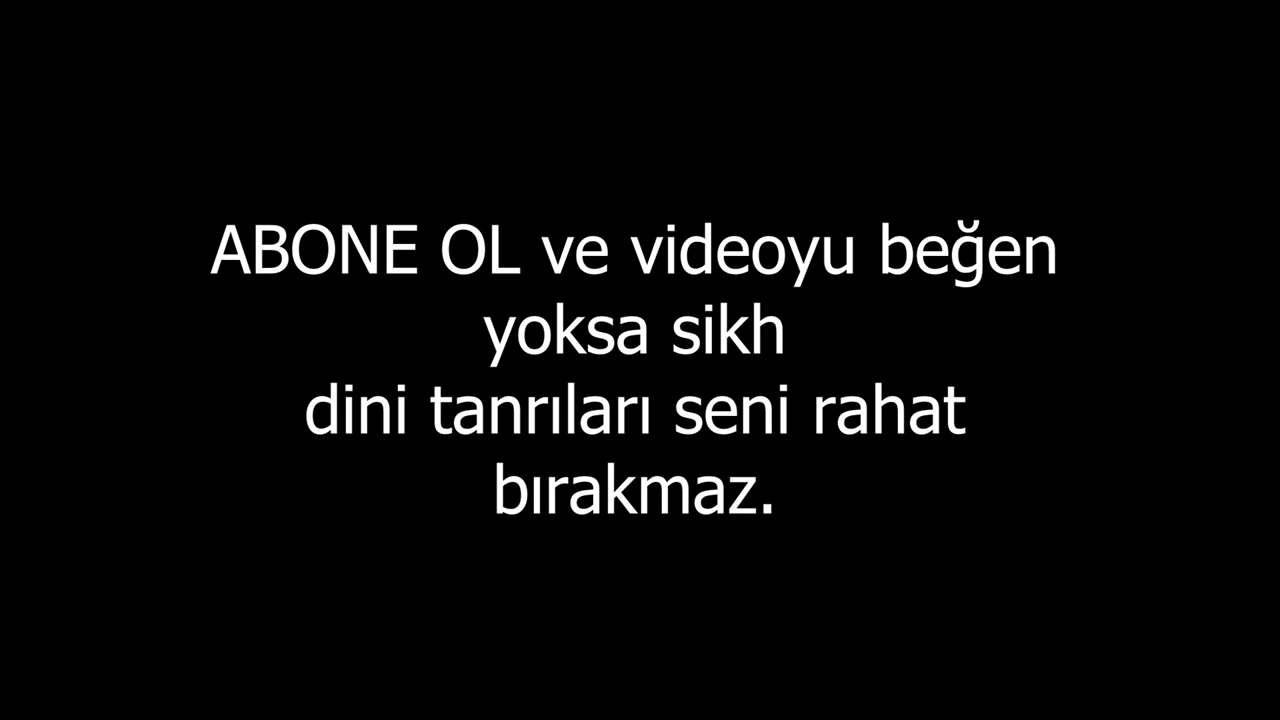 ABONE OL ve videoyu beğen
yoksa sikh
dini tanrıları seni rahat
bırakmaz.